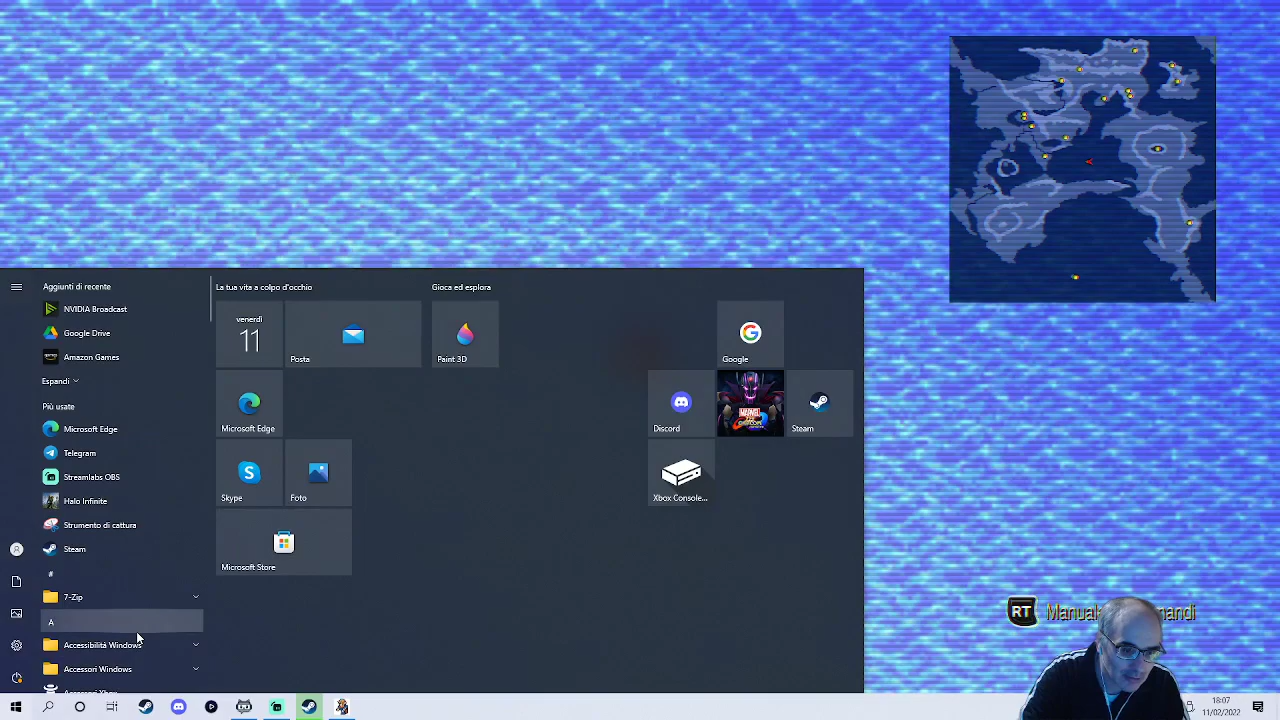 Aggiunti di recente
NVIDIA Broadcast
Google Drive
Amazon Games
Espandi
Più usate
Microsoft Edge
Telegram
Streamlabs OBS
Halo Infinite
Strumento di cattura
Steam
#
7-Zip
A
Accessibilità Windows
Accessori Windows
La tua vita a colpo d'occhio
venerdì
11
Posta
Microsoft Edge
Skype
Foto
Microsoft Store
Gioca ed esplora
Paint 3D
Google
Discord
MARVEL
Steam
Xbox Console...
RT
18:07
11/02/2022